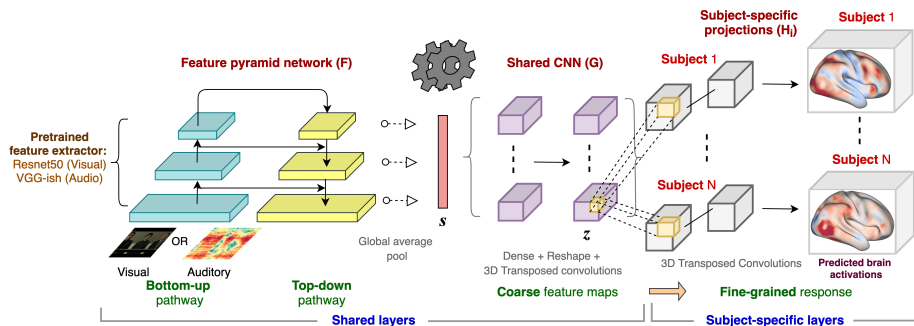 Subject-specific
projections (Hi)
Subject 1
Feature pyramid network (F)
Shared CNN (G)
Subject 1
Pretrained
feature extractor:
Resnet50 (Visual)
VGG-ish (Audio)
Subject N
Subject N
s
z
OR
Visual
Auditory
Global average
pool
Dense + Reshape +
3D Transposed convolutions
3D Transposed Convolutions
Predicted brain
activations
Bottom-up
pathway
Top-down
pathway
Coarse feature maps
Fine-grained response
Shared layers
Subject-specific layers